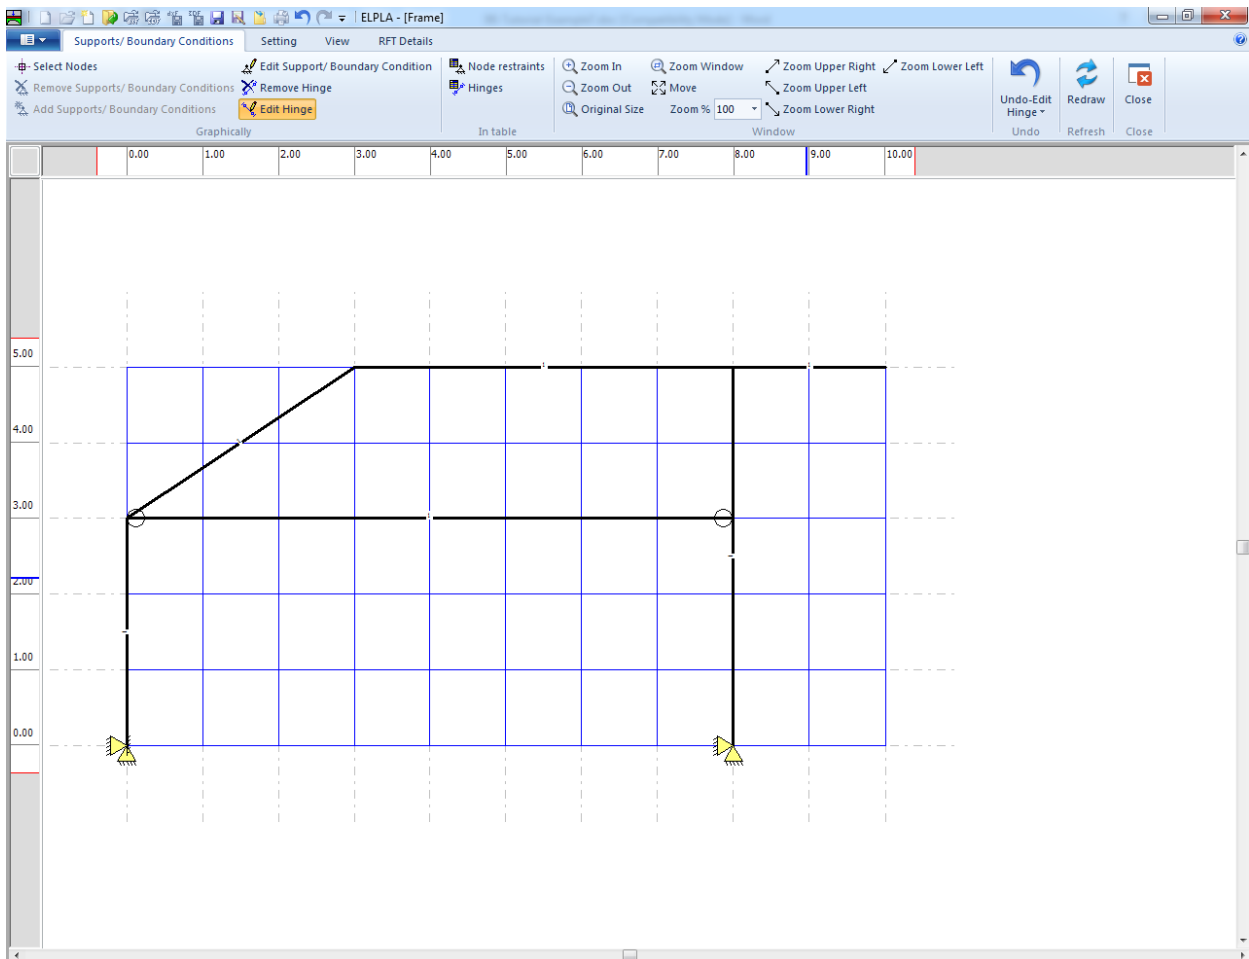 ELPLA - [Frame]
Supports/ Boundary Conditions Setting View RFT Details
Select Nodes Edit Support/ Boundary Condition Node restraints Zoom In Zoom Window Zoom Upper Right Zoom Lower Left
Remove Supports/ Boundary Conditions Remove Hinge Hinges Zoom Out Move Zoom Upper Left
Add Supports/ Boundary Conditions Edit Hinge Original Size Zoom % 100 Zoom Lower Right
Undo-Edit Hinge Redraw Close
Graphically In table Window Undo Refresh Close
0.00 1.00 2.00 3.00 4.00 5.00 6.00 7.00 8.00 9.00 10.00
5.00
4.00
3.00
2.00
1.00
0.00